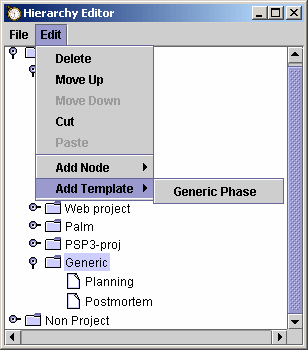 Hierarchy Editor
File Edit
Delete
Move Up
Move Down
Cut
Paste
Add Node
Add Template
Generic Phase
Web project
Palm
PSP3-proj
Generic
Planning
Postmortem
Non Project